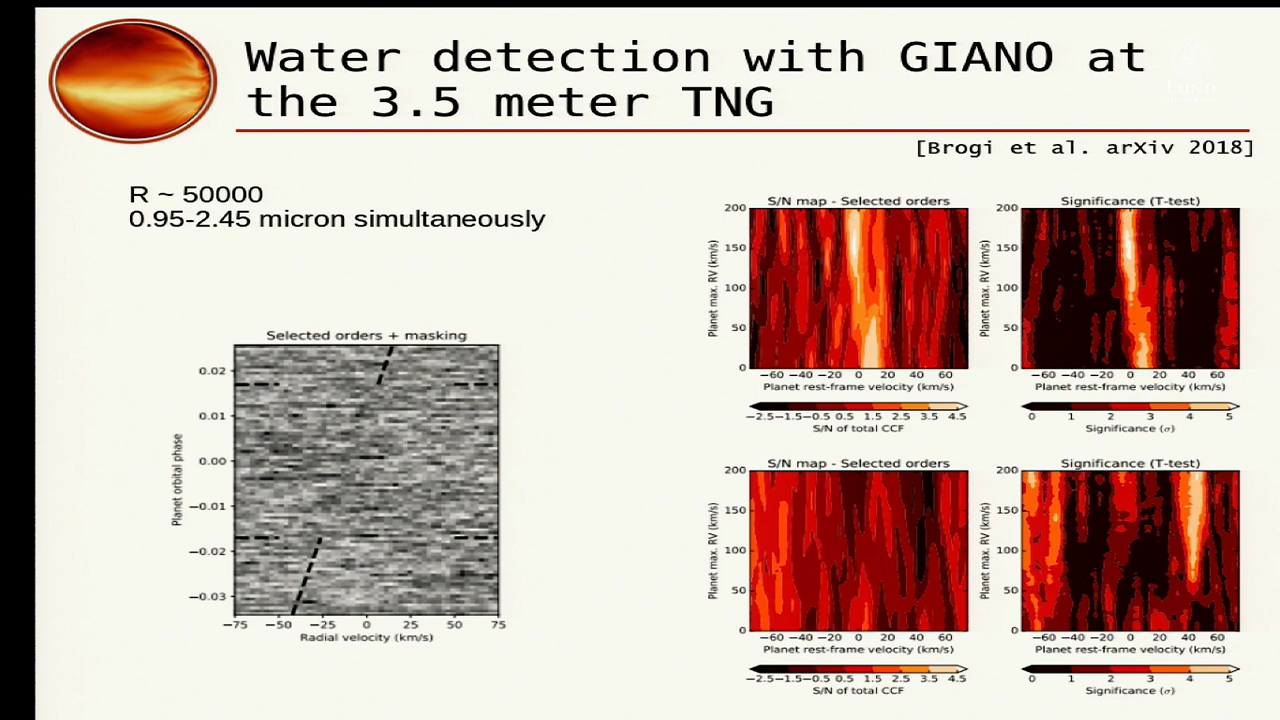 Water detection with GIANO at
the 3.5 meter TNG
LUND
[Brogi et al. arXiv 2018]
R ~ 50000
0.95-2.45 micron simultaneously
Selected orders + masking
Planet orbital phase
0.02
0.01
0.00
−0.01
−0.02
−0.03
−75 −50 −25 0 25 50 75
Radial velocity (km/s)
S/N map - Selected orders
Planet max. RV (km/s)
200
150
100
50
0
−60 −40 −20 0 20 40 60
Planet rest-frame velocity (km/s)
−2.5 −1.5 −0.5 0.5 1.5 2.5 3.5 4.5
S/N of total CCF
Significance (T-test)
Planet max. RV (km/s)
200
150
100
50
0
−60 −40 −20 0 20 40 60
Planet rest-frame velocity (km/s)
0 1 2 3 4 5
Significance (σ)
S/N map - Selected orders
Planet max. RV (km/s)
200
150
100
50
0
−60 −40 −20 0 20 40 60
Planet rest-frame velocity (km/s)
−2.5 −1.5 −0.5 0.5 1.5 2.5 3.5 4.5
S/N of total CCF
Significance (T-test)
Planet max. RV (km/s)
200
150
100
50
0
−60 −40 −20 0 20 40 60
Planet rest-frame velocity (km/s)
0 1 2 3 4 5
Significance (σ)